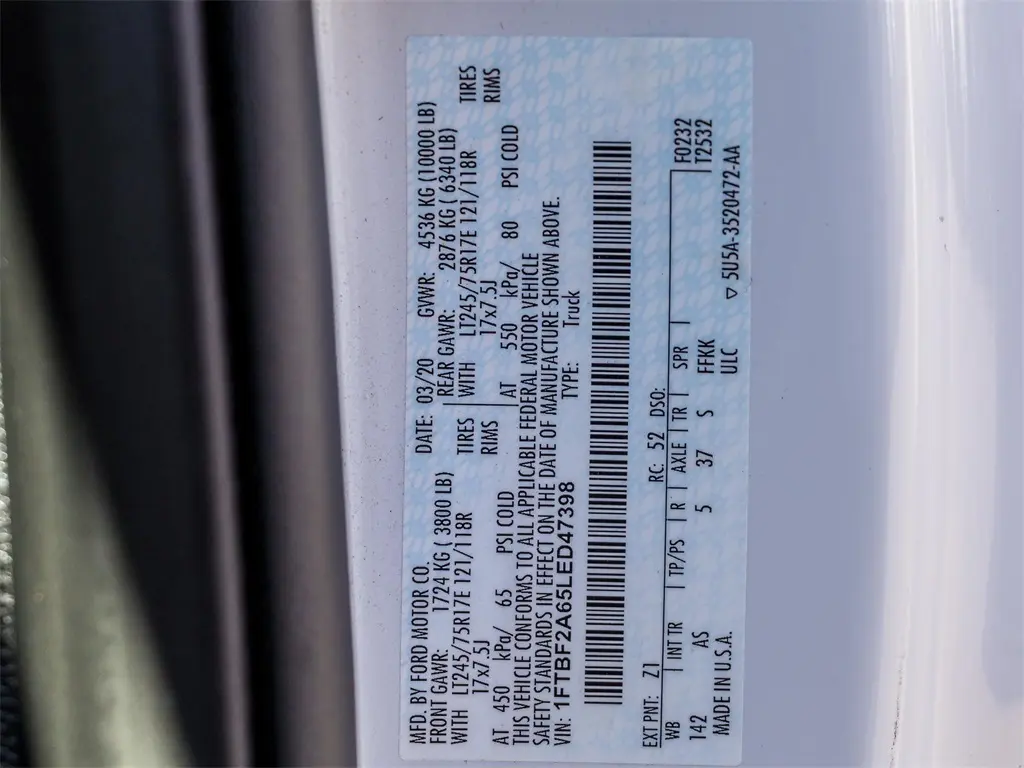 MFD. BY FORD MOTOR CO. DATE: 03/20 GVWR: 4536 KG (10000 LB)
FRONT GAWR: 1724 KG ( 3800 LB) REAR GAWR: 2876 KG ( 6340 LB)
WITH LT245/75R17E 121/118R TIRES WITH LT245/75R17E 121/118R TIRES
17x7.5J RIMS 17x7.5J RIMS
AT 450 kPa/ 65 PSI COLD AT 550 kPa/ 80 PSI COLD
THIS VEHICLE CONFORMS TO ALL APPLICABLE FEDERAL MOTOR VEHICLE
SAFETY STANDARDS IN EFFECT ON THE DATE OF MANUFACTURE SHOWN ABOVE.
VIN: 1FTBF2A65LED47398 TYPE: Truck
EXT PNT: Z1 RC: 52 DSO:
WB INT TR TP/PS R AXLE TR SPR F0232
142 AS 5 37 S FFKK T2532
MADE IN U.S.A. ULC ▽ 5U5A-3520472-AA